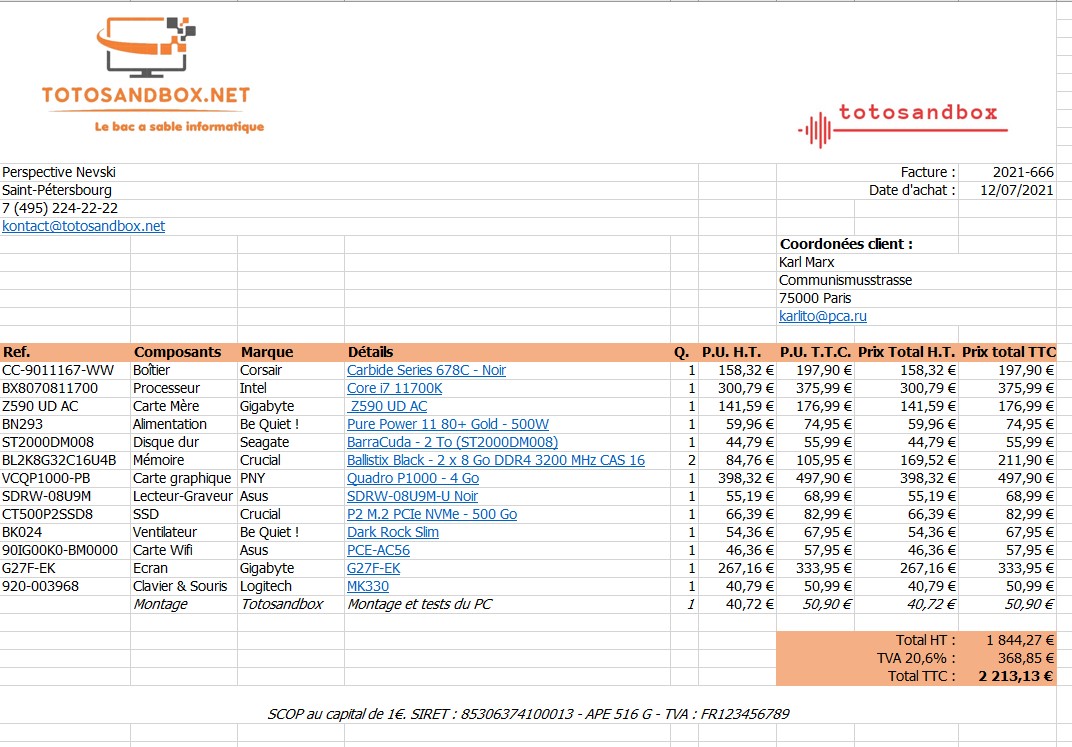 TOTOSANDBOX.NET
Le bac a sable informatique
totosandbox
Perspective Nevski Facture : 2021-666
Saint-Pétersbourg Date d'achat : 12/07/2021
7 (495) 224-22-22
kontact@totosandbox.net
Coordonées client :
Karl Marx
Communismusstrasse
75000 Paris
karlito@pca.ru
Ref. Composants Marque Détails Q. P.U. H.T. P.U. T.T.C. Prix Total H.T. Prix total TTC
CC-9011167-WW Boîtier Corsair Carbide Series 678C - Noir 1 158,32 € 197,90 € 158,32 € 197,90 €
BX8070811700 Processeur Intel Core i7 11700K 1 300,79 € 375,99 € 300,79 € 375,99 €
Z590 UD AC Carte Mère Gigabyte Z590 UD AC 1 141,59 € 176,99 € 141,59 € 176,99 €
BN293 Alimentation Be Quiet ! Pure Power 11 80+ Gold - 500W 1 59,96 € 74,95 € 59,96 € 74,95 €
ST2000DM008 Disque dur Seagate BarraCuda - 2 To (ST2000DM008) 1 44,79 € 55,99 € 44,79 € 55,99 €
BL2K8G32C16U4B Mémoire Crucial Ballistix Black - 2 x 8 Go DDR4 3200 MHz CAS 16 2 84,76 € 105,95 € 169,52 € 211,90 €
VCQP1000-PB Carte graphique PNY Quadro P1000 - 4 Go 1 398,32 € 497,90 € 398,32 € 497,90 €
SDRW-08U9M Lecteur-Graveur Asus SDRW-08U9M-U Noir 1 55,19 € 68,99 € 55,19 € 68,99 €
CT500P2SSD8 SSD Crucial P2 M.2 PCIe NVMe - 500 Go 1 66,39 € 82,99 € 66,39 € 82,99 €
BK024 Ventilateur Be Quiet ! Dark Rock Slim 1 54,36 € 67,95 € 54,36 € 67,95 €
90IG00K0-BM0000 Carte Wifi Asus PCE-AC56 1 46,36 € 57,95 € 46,36 € 57,95 €
G27F-EK Ecran Gigabyte G27F-EK 1 267,16 € 333,95 € 267,16 € 333,95 €
920-003968 Clavier & Souris Logitech MK330 1 40,79 € 50,99 € 40,79 € 50,99 €
Montage Totosandbox Montage et tests du PC 1 40,72 € 50,90 € 40,72 € 50,90 €
Total HT : 1 844,27 €
TVA 20,6% : 368,85 €
Total TTC : 2 213,13 €
SCOP au capital de 1€. SIRET : 85306374100013 - APE 516 G - TVA : FR123456789